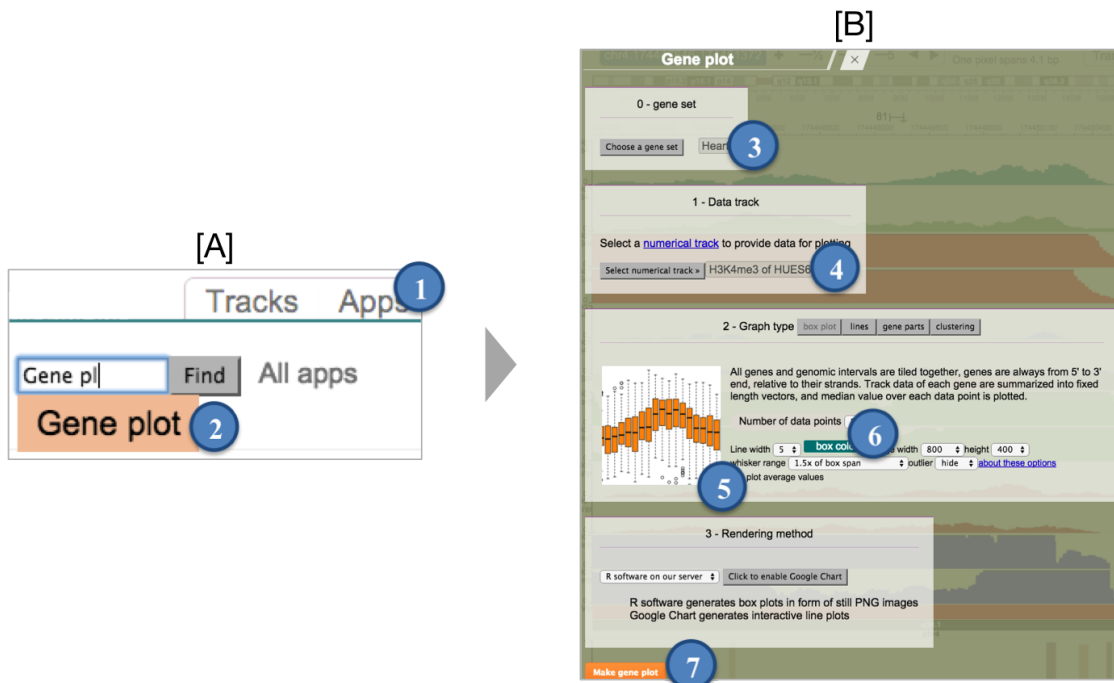 [A]
Tracks Apps
1
Gene pl Find All apps
Gene plot
2
[B]
Gene plot ×
One pixel spans 4.1 bp
0 - gene set
Choose a gene set Heart
3
1 - Data track
Select a numerical track to provide data for plotting
Select numerical track » H3K4me3 of HUES6
4
2 - Graph type box plot lines gene parts clustering
All genes and genomic intervals are tiled together, genes are always from 5' to 3'
end, relative to their strands. Track data of each gene are summarized into fixed
length vectors, and median value over each data point is plotted.
Number of data points
6
Line width 5 box width 800 height 400
whisker range 1.5x of box span outlier hide about these options
5
plot average values
3 - Rendering method
R software on our server Click to enable Google Chart
R software generates box plots in form of still PNG images
Google Chart generates interactive line plots
Make gene plot
7